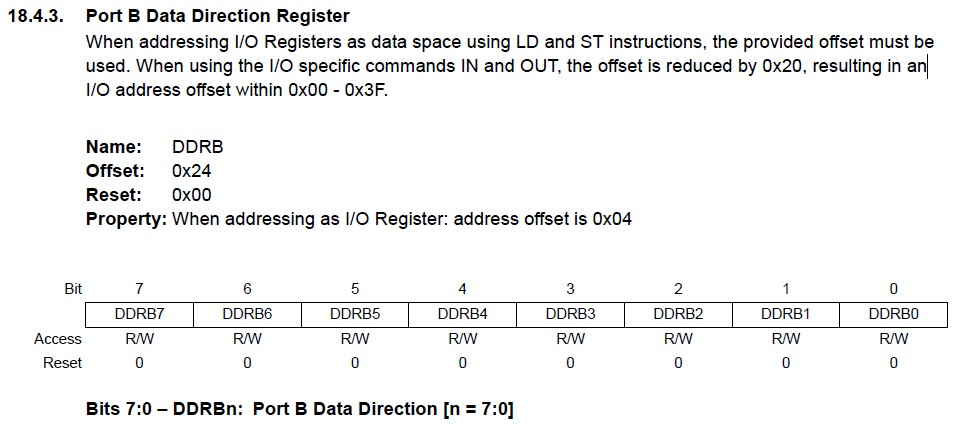 18.4.3. Port B Data Direction Register
When addressing I/O Registers as data space using LD and ST instructions, the provided offset must be
used. When using the I/O specific commands IN and OUT, the offset is reduced by 0x20, resulting in an
I/O address offset within 0x00 - 0x3F.
Name: DDRB
Offset: 0x24
Reset: 0x00
Property: When addressing as I/O Register: address offset is 0x04
Bit 7 6 5 4 3 2 1 0
DDRB7 DDRB6 DDRB5 DDRB4 DDRB3 DDRB2 DDRB1 DDRB0
Access R/W R/W R/W R/W R/W R/W R/W R/W
Reset 0 0 0 0 0 0 0 0
Bits 7:0 – DDRBn: Port B Data Direction [n = 7:0]